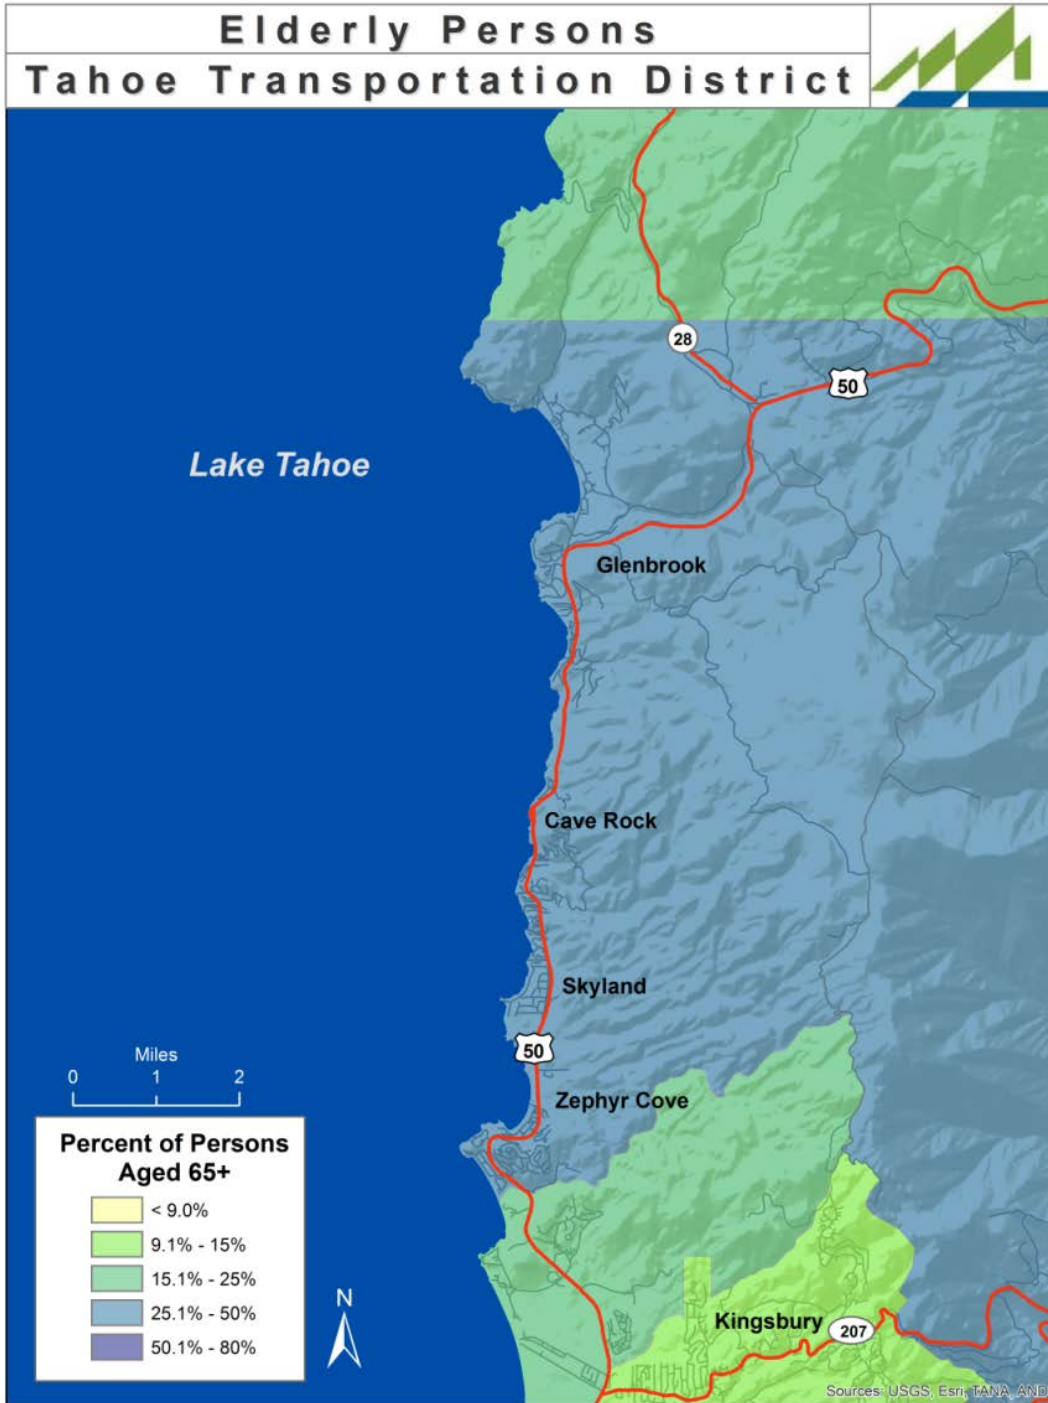 Elderly Persons
Tahoe Transportation District
28
50
Lake Tahoe
Glenbrook
Cave Rock
Skyland
50
Zephyr Cove
Miles
0 1 2
Percent of Persons
Aged 65+
< 9.0%
9.1% - 15%
15.1% - 25%
25.1% - 50%
50.1% - 80%
N
Kingsbury
207
Sources: USGS, Esri, TANA, AND